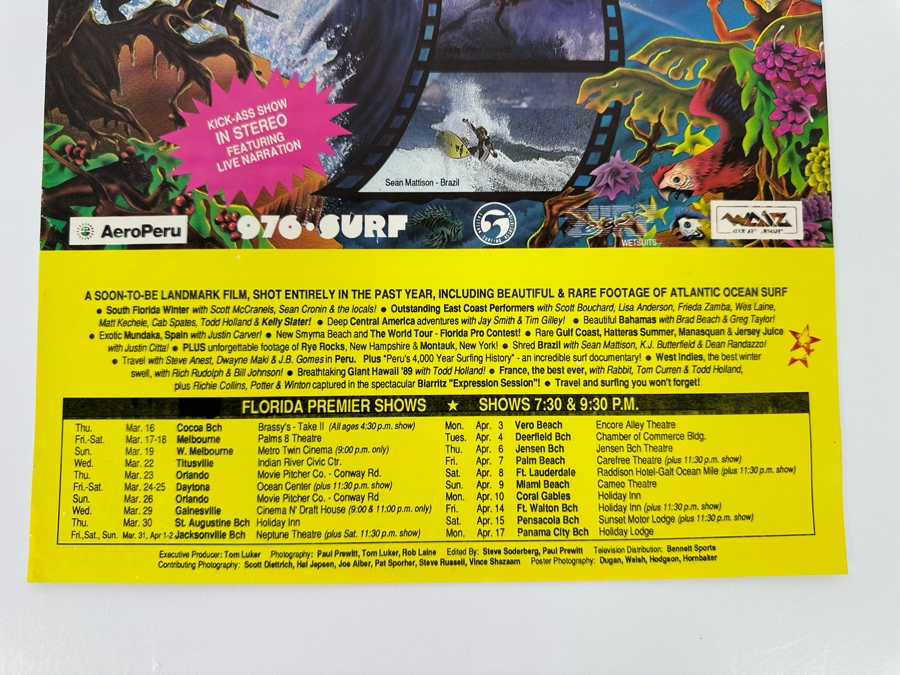 KICK-ASS SHOW
IN STEREO
FEATURING
LIVE NARRATION
Sean Mattison - Brazil
AeroPeru
976-SURF
WETSUITS
A SOON-TO-BE LANDMARK FILM, SHOT ENTIRELY IN THE PAST YEAR, INCLUDING BEAUTIFUL & RARE FOOTAGE OF ATLANTIC OCEAN SURF
● South Florida Winter with Scott McCranels, Sean Cronin & the locals! ● Outstanding East Coast Performers with Scott Bouchard, Lisa Anderson, Frieda Zamba, Wes Laine,
Matt Kechele, Cab Spates, Todd Holland & Kelly Slater! ● Deep Central America adventures with Jay Smith & Tim Gilley! ● Beautiful Bahamas with Brad Beach & Greg Taylor!
● Exotic Mundaka, Spain with Justin Carver! ● New Smyrna Beach and The World Tour - Florida Pro Contest! ● Rare Gulf Coast, Hatteras Summer, Manasquan & Jersey Juice
with Justin Citta! ● PLUS unforgettable footage of Rye Rocks, New Hampshire & Montauk, New York! ● Shred Brazil with Sean Mattison, K.J. Butterfield & Dean Randazzo!
● Travel with Steve Anest, Dwayne Maki & J.B. Gomes in Peru. Plus "Peru's 4,000 Year Surfing History" - an incredible surf documentary! ● West Indies, the best winter
swell, with Rich Rudolph & Bill Johnson! ● Breathtaking Giant Hawaii '89 with Todd Holland! ● France, the best ever, with Rabbit, Tom Curren & Todd Holland,
plus Richie Collins, Potter & Winton captured in the spectacular Biarritz "Expression Session"! ● Travel and surfing you won't forget!
FLORIDA PREMIER SHOWS ★ SHOWS 7:30 & 9:30 P.M.
Thu. Mar. 16 Cocoa Bch Brassy's - Take II (All ages 4:30 p.m. show)
Fri.-Sat. Mar. 17-18 Melbourne Palms 8 Theatre
Sun. Mar. 19 W. Melbourne Metro Twin Cinema (9:00 p.m. only)
Wed. Mar. 22 Titusville Indian River Civic Ctr.
Thu. Mar. 23 Orlando Movie Pitcher Co. - Conway Rd.
Fri.-Sat. Mar. 24-25 Daytona Ocean Center (plus 11:30 p.m. show)
Sun. Mar. 26 Orlando Movie Pitcher Co. - Conway Rd
Wed. Mar. 29 Gainesville Cinema N' Draft House (9:00 & 11:00 p.m. only)
Thu. Mar. 30 St. Augustine Bch Holiday Inn
Fri.,Sat., Sun. Mar. 31, Apr 1-2 Jacksonville Bch Neptune Theatre (plus Sat. 11:30 p.m. show)
Mon. Apr. 3 Vero Beach Encore Alley Theatre
Tues. Apr. 4 Deerfield Bch Chamber of Commerce Bldg.
Thu. Apr. 6 Jensen Bch Jensen Bch Theatre
Fri. Apr. 7 Palm Beach Carefree Theatre (plus 11:30 p.m. show)
Sat. Apr. 8 Ft. Lauderdale Raddison Hotel-Galt Ocean Mile (plus 11:30 p.m. show)
Sun. Apr. 9 Miami Beach Cameo Theatre
Mon. Apr. 10 Coral Gables Holiday Inn
Fri. Apr. 14 Ft. Walton Bch Holiday Inn (plus 11:30 p.m. show)
Sat. Apr. 15 Pensacola Bch Sunset Motor Lodge (plus 11:30 p.m. show)
Mon. Apr. 17 Panama City Bch Holiday Lodge
Executive Producer: Tom Luker Photography: Paul Prewitt, Tom Luker, Rob Laine Edited By: Steve Soderberg, Paul Prewitt Television Distribution: Bennett Sports
Contributing Photography: Scott Diettrich, Hal Jepsen, Joe Alber, Pat Sporher, Steve Russell, Vince Shazaam Poster Photography: Dugan, Welsh, Hodgson, Hornbaker